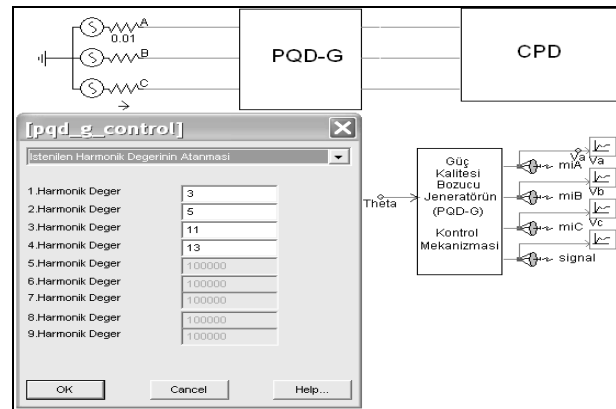 A
0.01
B
C
PQD-G
CPD
[pqd_g_control]
Istenilen Harmonik Degerinin Atanmasi
1.Harmonik Deger 3
2.Harmonik Deger 5
3.Harmonik Deger 11
4.Harmonik Deger 13
5.Harmonik Deger 100000
6.Harmonik Deger 100000
7.Harmonik Deger 100000
8.Harmonik Deger 100000
9.Harmonik Deger 100000
OK Cancel Help...
Theta
Güç
Kalitesi
Bozucu
Jeneratörün
(PQD-G)
Kontrol
Mekanizması
miA
Va
Va
miB
Vb
miC
Vc
signal